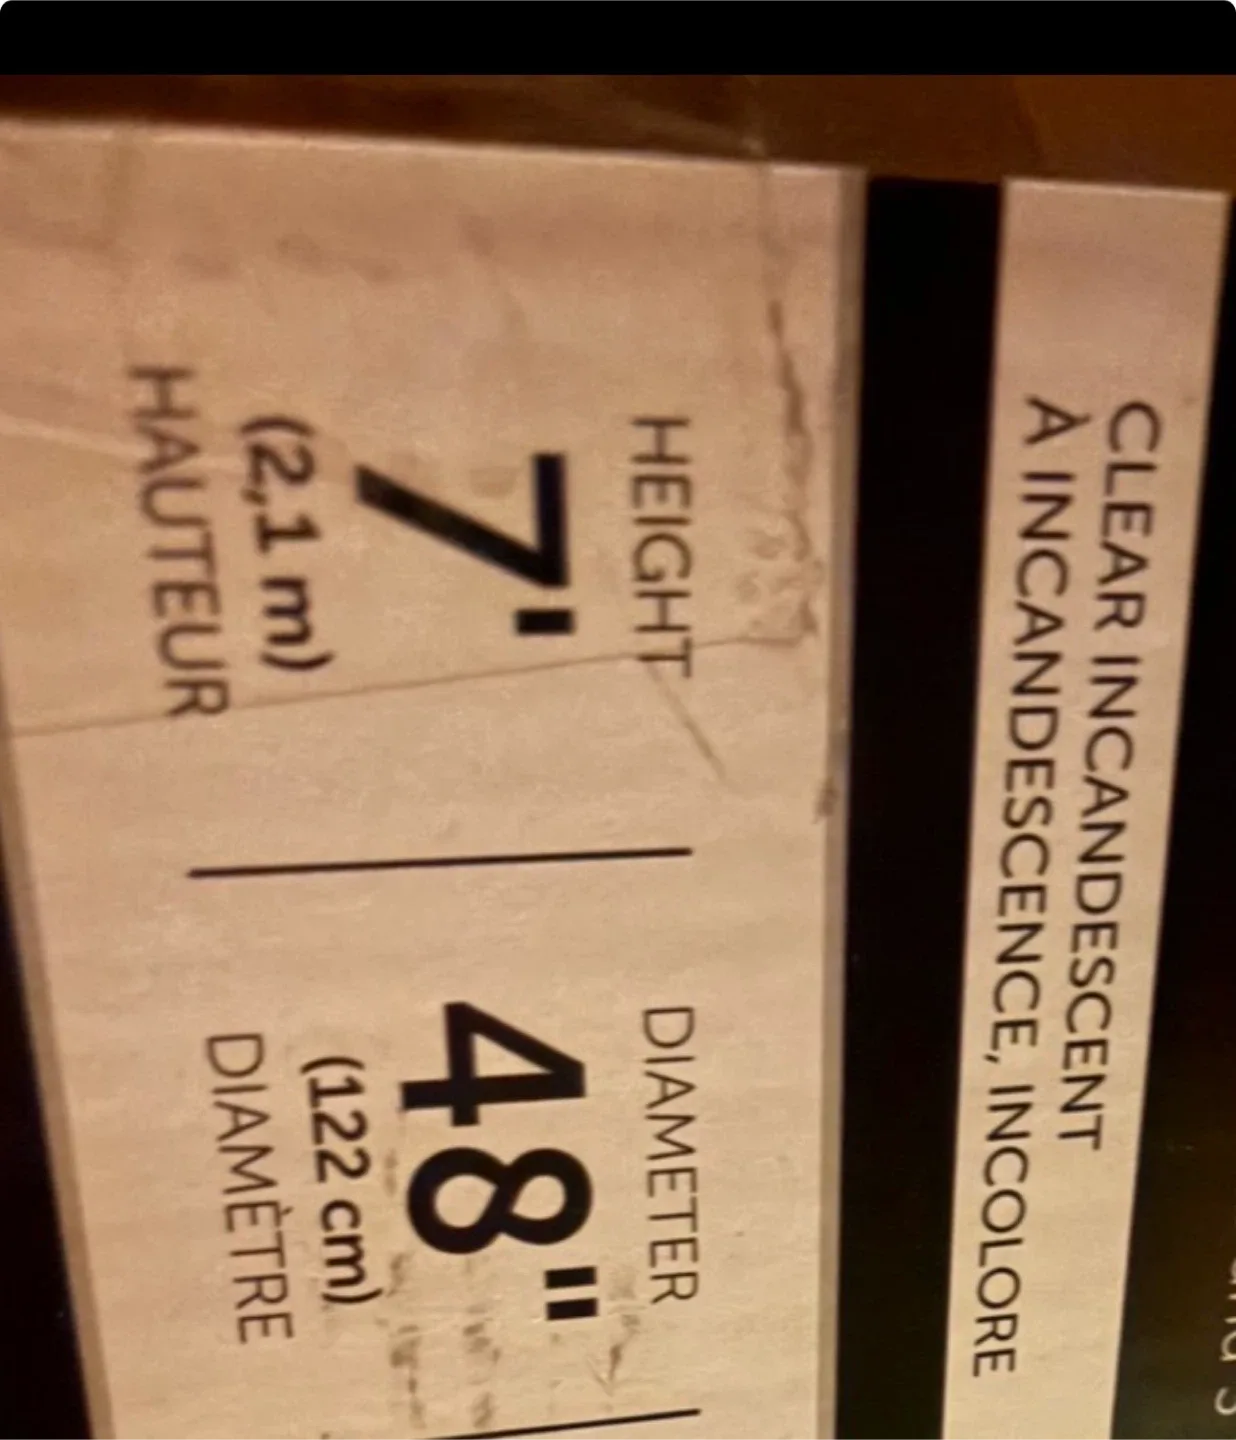 CLEAR INCANDESCENT
À INCANDESCENCE, INCOLORE
HEIGHT
7'
(2,1 m)
HAUTEUR
DIAMETER
48"
(122 cm)
DIAMÈTRE